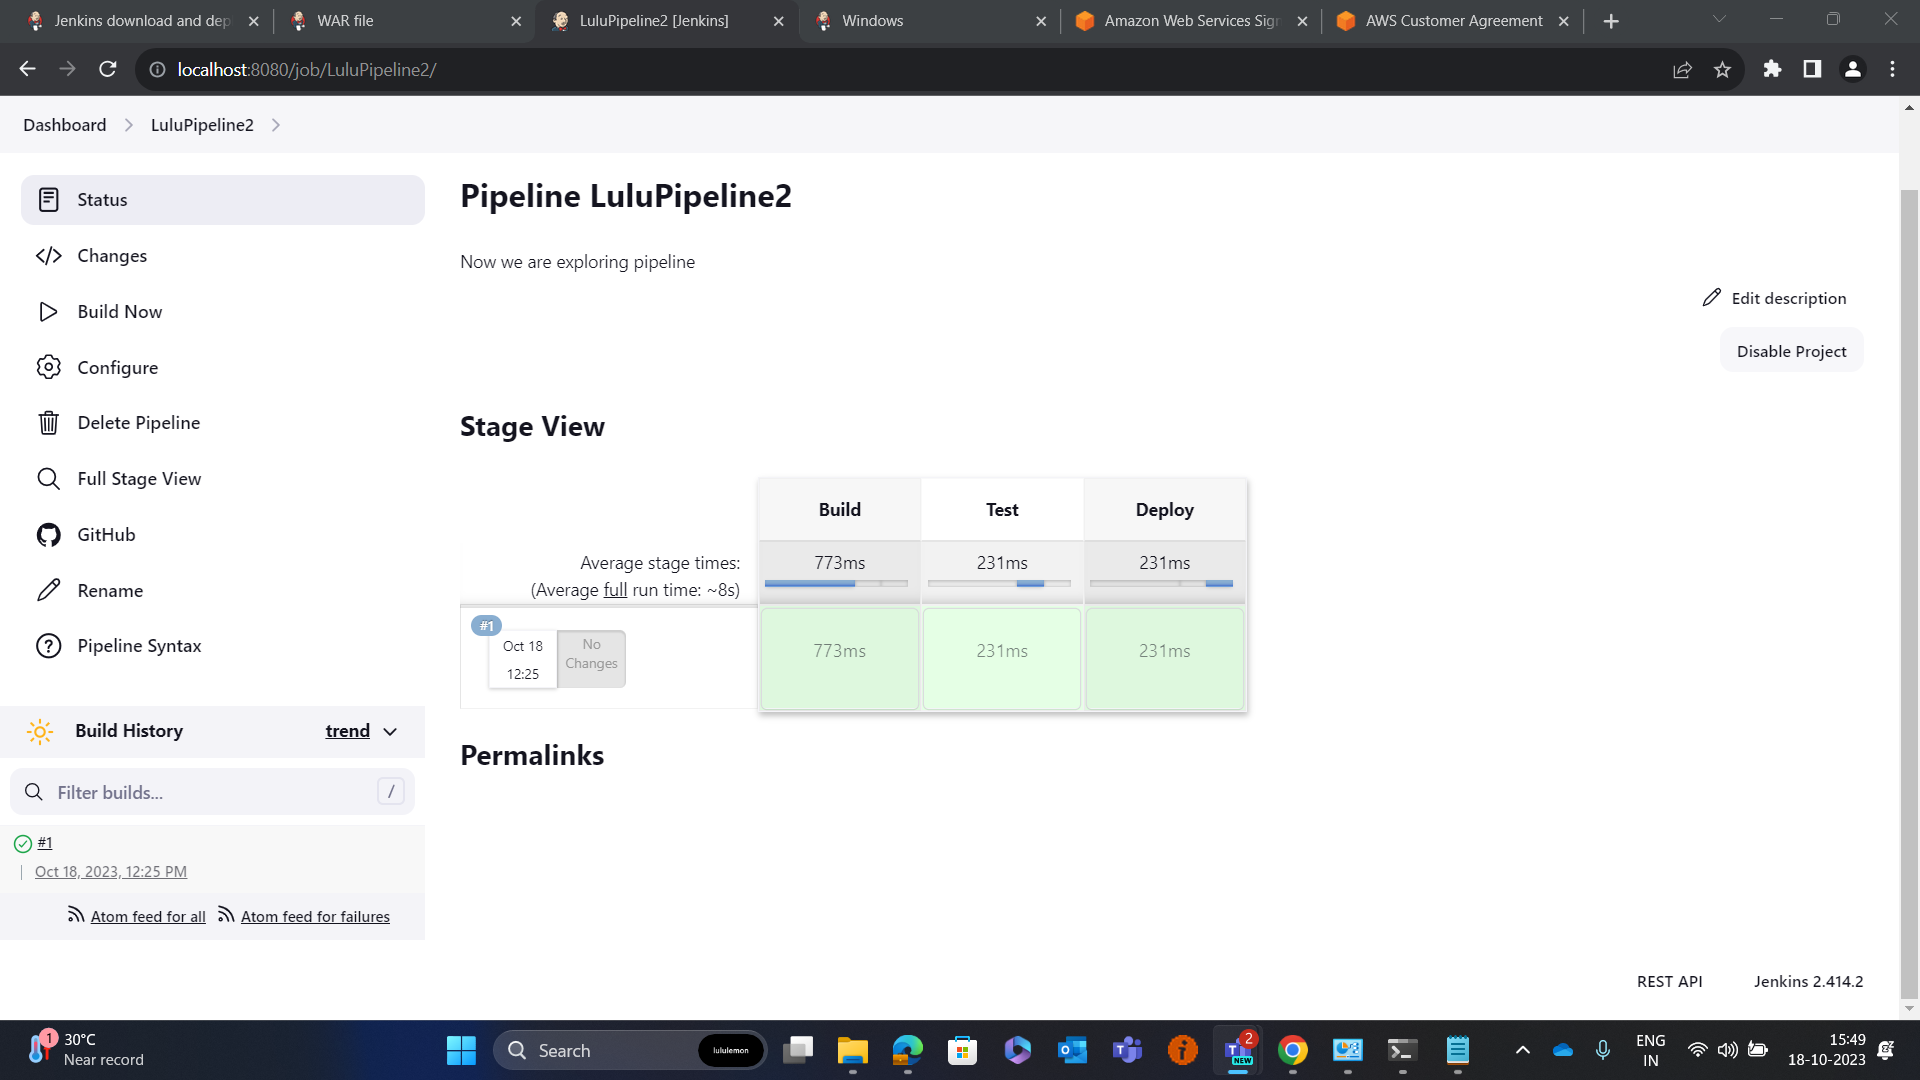 Jenkins download and dep
WAR file
LuluPipeline2 [Jenkins]
Windows
Amazon Web Services Sign
AWS Customer Agreement
localhost:8080/job/LuluPipeline2/
Dashboard
LuluPipeline2
Status
Changes
Build Now
Configure
Delete Pipeline
Full Stage View
GitHub
Rename
Pipeline Syntax
Build History
trend
Filter builds...
/
#1
Oct 18, 2023, 12:25 PM
Atom feed for all
Atom feed for failures
Pipeline LuluPipeline2
Now we are exploring pipeline
Edit description
Disable Project
Stage View
Build Test Deploy
Average stage times:
773ms 231ms 231ms
(Average full run time: ~8s)
#1
Oct 18
12:25
No
Changes
773ms 231ms 231ms
Permalinks
REST API
Jenkins 2.414.2
1
30°C
Near record
Search
lululemon
NEW
2
ENG
IN
15:49
18-10-2023